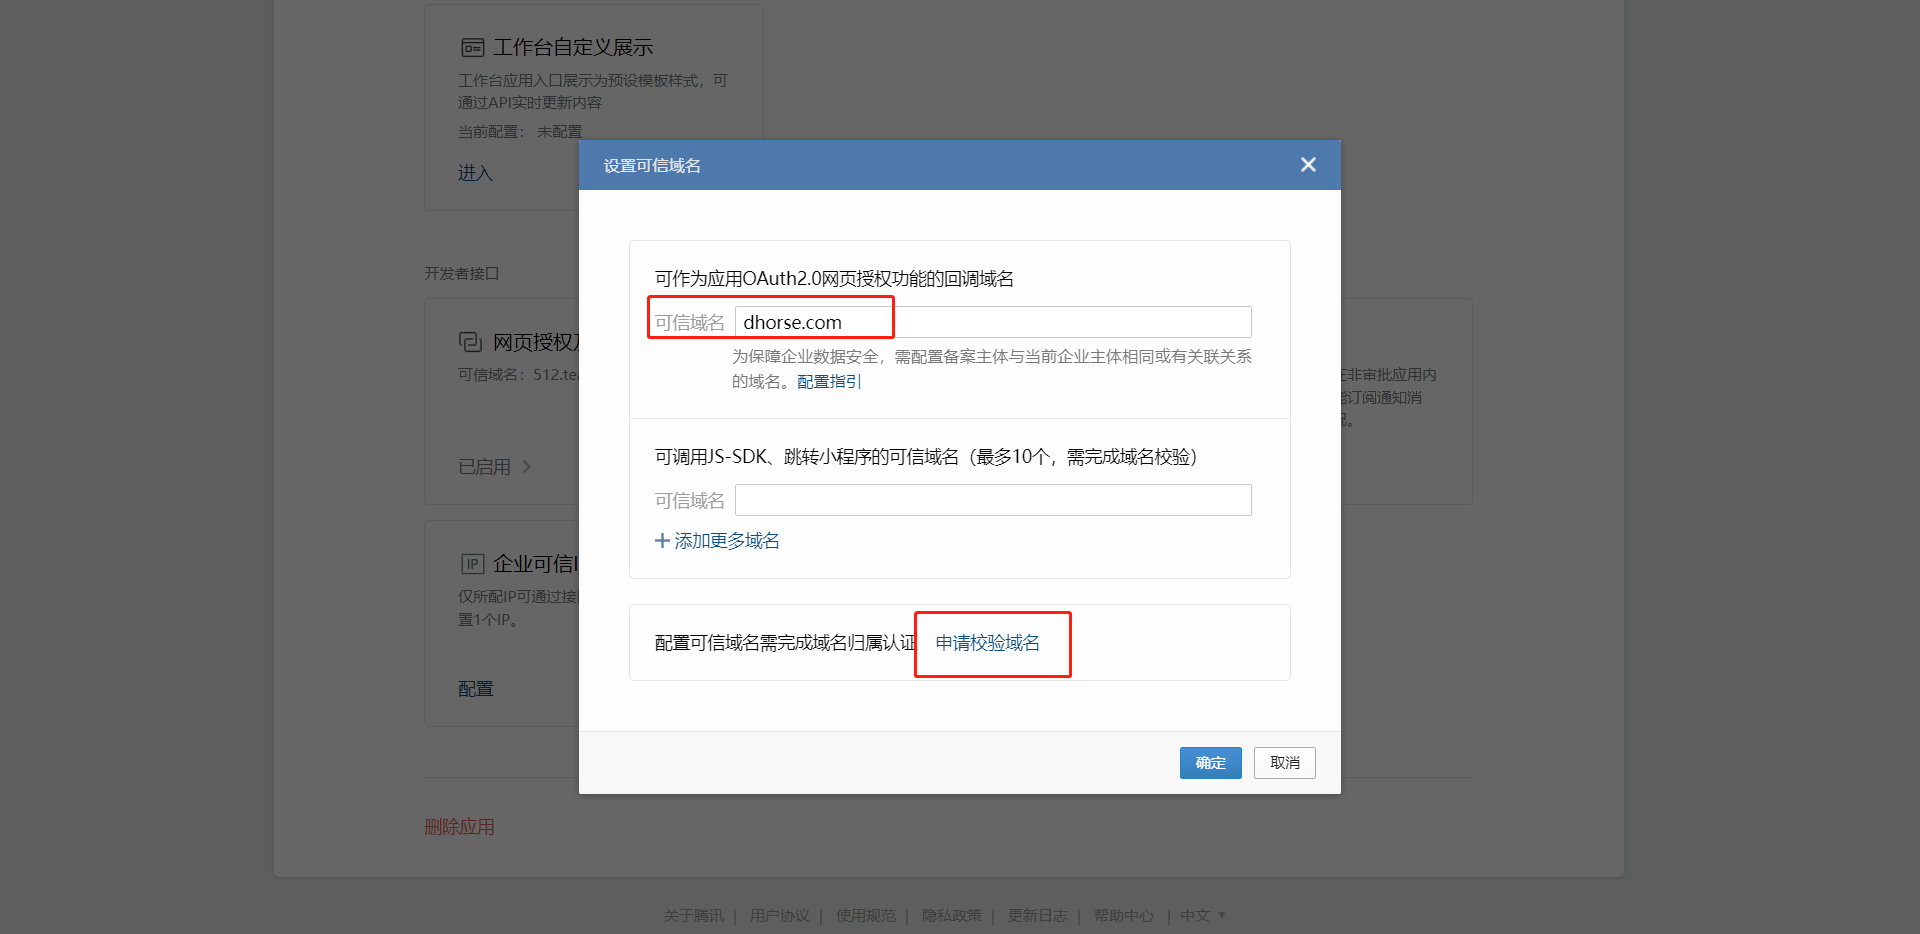 工作台自定义展示
工作台应用入口展示为预设模板样式，可
通过API实时更新内容
当前配置： 未配置
进入
开发者接口
网页授权及
可信域名：512.tea
已启用
企业可信I
仅所配IP可通过接
置1个IP。
配置
设置可信域名
可作为应用OAuth2.0网页授权功能的回调域名
可信域名 dhorse.com
为保障企业数据安全，需配置备案主体与当前企业主体相同或有关联关系
的域名。配置指引
可调用JS-SDK、跳转小程序的可信域名（最多10个，需完成域名校验）
可信域名
添加更多域名
配置可信域名需完成域名归属认证 申请校验域名
确定 取消
在非审批应用内
能订阅通知消
况。
删除应用
关于腾讯 | 用户协议 | 使用规范 | 隐私政策 | 更新日志 | 帮助中心 | 中文